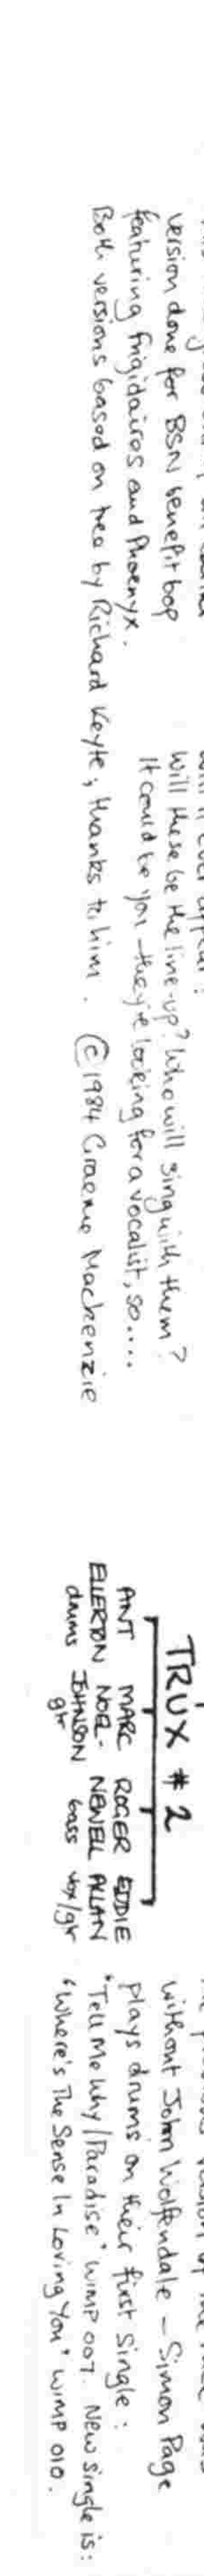 version done for BSN benefit bop
featuring Frigidaires and Phoenyx.
Both versions based on tree by Richard Keyte; thanks to him. © 1984 Graeme Mackenzie
Will these be the line-up? Who will sing with them?
It could be you – they're looking for a vocalist, so....
TRUX # 2
ANT MARC ROGER EDDIE
ELLERTON NOEL- NEWELL ALLAN
drums JOHNSON bass vox/gtr
gtr
without John Wolfendale – Simon Page
plays drums on their first single:
"Tell Me Why/Paradise" WIMP 007. New single is:
"Where's The Sense In Loving You" WIMP 010.